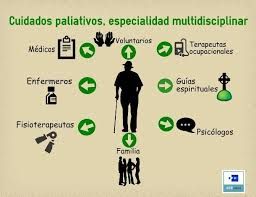 Cuidados paliativos, especialidad multidisciplinar
Voluntarios
Médicos
Terapeutas
ocupacionales
Enfermeros
Guías
espirituales
Fisioterapeutas
Psicólogos
Familia